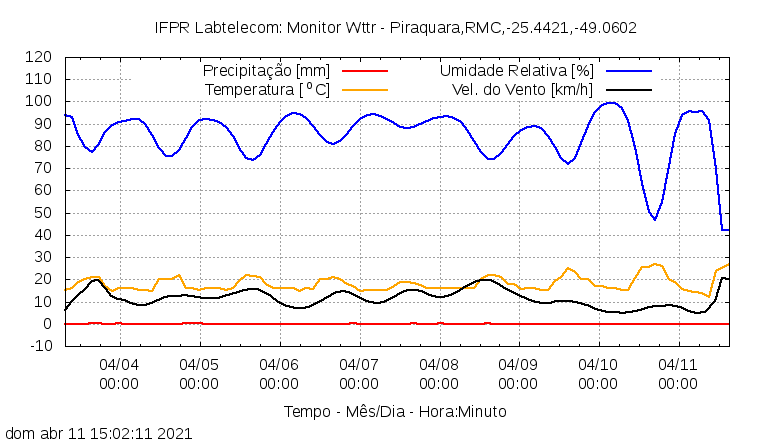 IFPR Labtelecom: Monitor Wttr - Piraquara,RMC,-25.4421,-49.0602
Precipitação [mm] Umidade Relativa [%]
Temperatura [ ⁰C] Vel. do Vento [km/h]
120
110
100
90
80
70
60
50
40
30
20
10
0
-10
04/04 04/05 04/06 04/07 04/08 04/09 04/10 04/11
00:00 00:00 00:00 00:00 00:00 00:00 00:00 00:00
Tempo - Mês/Dia - Hora:Minuto
dom abr 11 15:02:11 2021